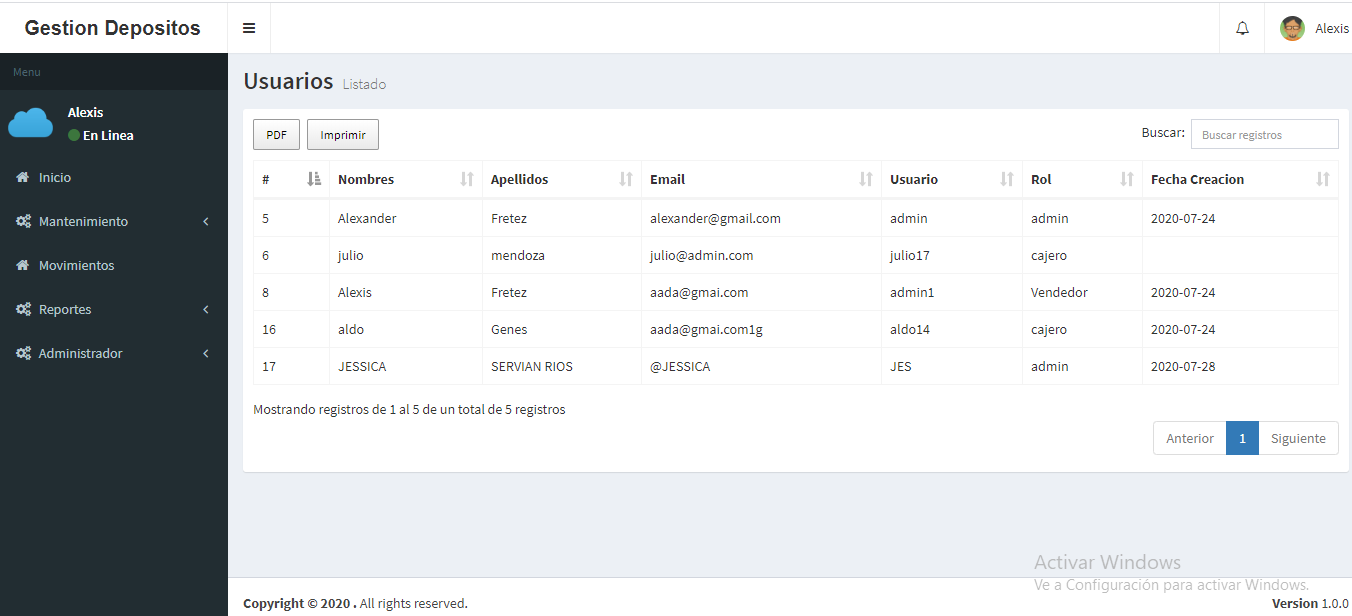 Gestion Depositos
Alexis
Menu
Alexis
En Linea
Inicio
Mantenimiento
Movimientos
Reportes
Administrador
Usuarios Listado
PDF Imprimir Buscar: Buscar registros
# Nombres Apellidos Email Usuario Rol Fecha Creacion
5 Alexander Fretez alexander@gmail.com admin admin 2020-07-24
6 julio mendoza julio@admin.com julio17 cajero
8 Alexis Fretez aada@gmai.com admin1 Vendedor 2020-07-24
16 aldo Genes aada@gmai.com1g aldo14 cajero 2020-07-24
17 JESSICA SERVIAN RIOS @JESSICA JES admin 2020-07-28
Mostrando registros de 1 al 5 de un total de 5 registros
Anterior 1 Siguiente
Activar Windows
Ve a Configuración para activar Windows.
Copyright © 2020 . All rights reserved. Version 1.0.0